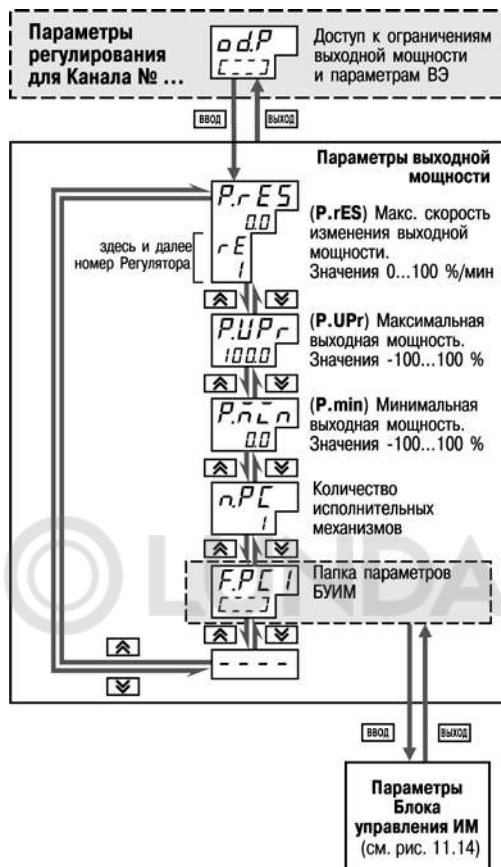 Параметры
регулирования
для Канала № ...
od.P
[---]
Доступ к ограничениям
выходной мощности
и параметрам ВЭ
ВВОД
ВЫХОД
Параметры выходной
мощности
P.rES
0.0
rE
1
здесь и далее
номер Регулятора
(P.rES) Макс. скорость
изменения выходной
мощности.
Значения 0...100 %/мин
P.UPr
100.0
(P.UPr) Максимальная
выходная мощность.
Значения -100...100 %
P.min
0.0
(P.min) Минимальная
выходная мощность.
Значения -100...100 %
n.PC
1
Количество
исполнительных
механизмов
F.PC1
[---]
Папка параметров
БУИМ
----
LUNDA
ВВОД
ВЫХОД
Параметры
Блока
управления ИМ
(см. рис. 11.14)